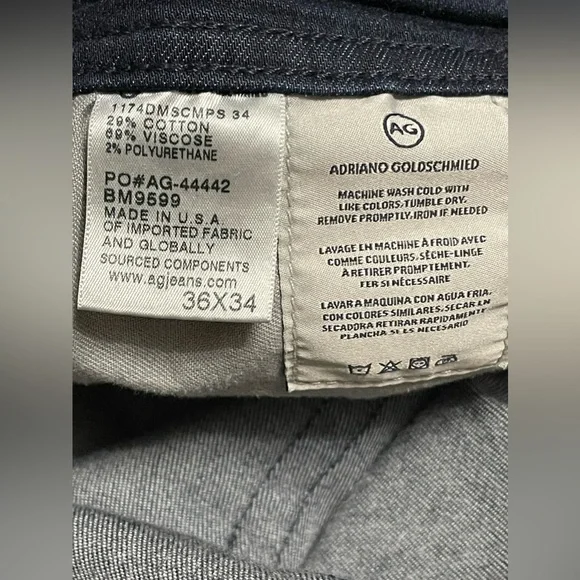 1174DMSCMPS 34
29% COTTON
69% VISCOSE
2% POLYURETHANE
PO#AG-44442
BM9599
MADE IN U.S.A.
OF IMPORTED FABRIC
AND GLOBALLY
SOURCED COMPONENTS
www.agjeans.com
36X34
AG
ADRIANO GOLDSCHMIED
MACHINE WASH COLD WITH
LIKE COLORS, TUMBLE DRY.
REMOVE PROMPTLY, IRON IF NEEDED
LAVAGE EN MACHINE À FROID AVEC
COMME COULEURS, SÈCHE-LINGE
À RETIRER PROMPTEMENT,
FER SI NÉCESSAIRE
LAVAR A MAQUINA CON AGUA FRIA,
CON COLORES SIMILARES, SECAR EN
SECADORA RETIRAR RAPIDAMENTE
PLANCHA SI ES NECESARIO